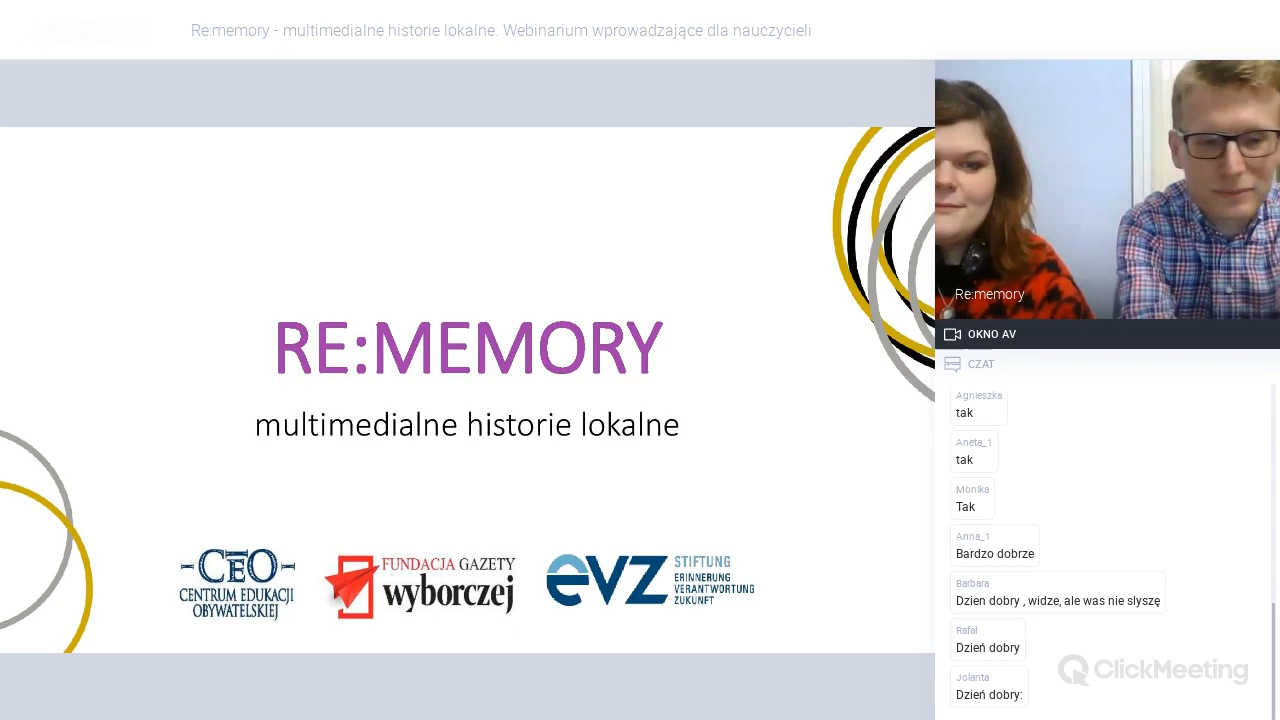 Re:memory - multimedialne historie lokalne. Webinarium wprowadzające dla nauczycieli
RE:MEMORY
multimedialne historie lokalne
CEO
CENTRUM EDUKACJI
OBYWATELSKIEJ
FUNDACJA GAZETY
wyborczej
eVZ
STIFTUNG
ERINNERUNG
VERANTWORTUNG
ZUKUNFT
Re:memory
OKNO AV
CZAT
Agnieszka
tak
Aneta_1
tak
Monika
Tak
Anna_1
Bardzo dobrze
Barbara
Dzien dobry , widze, ale was nie slyszę
Rafał
Dzień dobry
Jolanta
Dzień dobry:
ClickMeeting